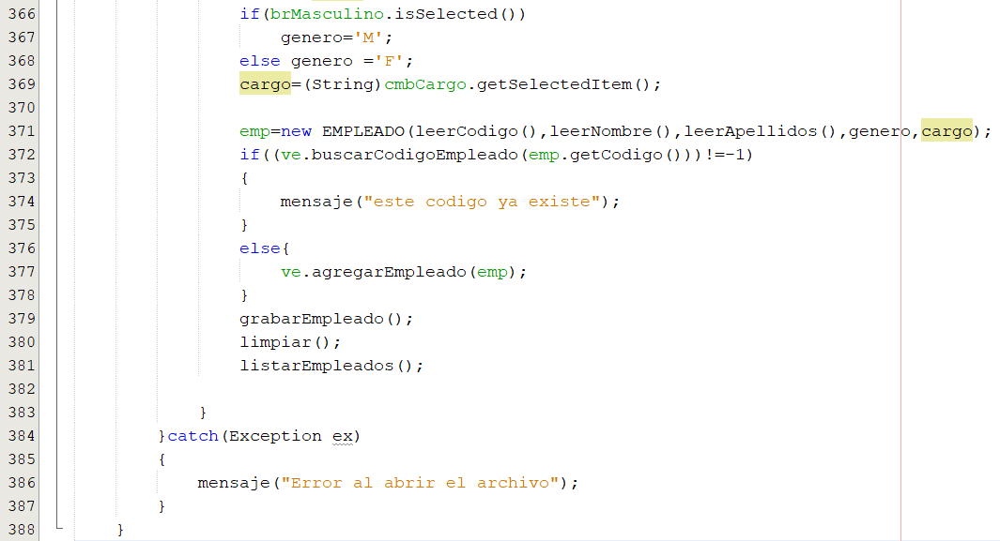 366 if(brMasculino.isSelected())
367 genero='M';
368 else genero ='F';
369 cargo=(String)cmbCargo.getSelectedItem();
370
371 emp=new EMPLEADO(leerCodigo(),leerNombre(),leerApellidos(),genero,cargo);
372 if((ve.buscarCodigoEmpleado(emp.getCodigo()))!=-1)
373 {
374 mensaje("este codigo ya existe");
375 }
376 else{
377 ve.agregarEmpleado(emp);
378 }
379 grabarEmpleado();
380 limpiar();
381 listarEmpleados();
382
383 }
384 }catch(Exception ex)
385 {
386 mensaje("Error al abrir el archivo");
387 }
388 }